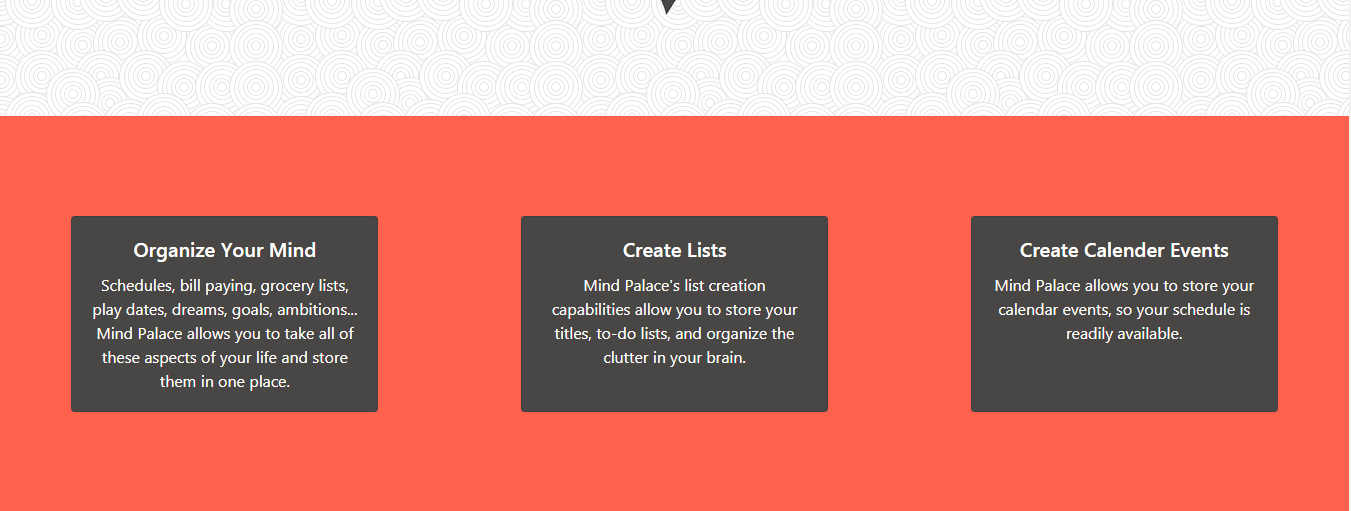 Organize Your Mind
Schedules, bill paying, grocery lists,
play dates, dreams, goals, ambitions...
Mind Palace allows you to take all of
these aspects of your life and store
them in one place.
Create Lists
Mind Palace's list creation
capabilities allow you to store your
titles, to-do lists, and organize the
clutter in your brain.
Create Calender Events
Mind Palace allows you to store your
calendar events, so your schedule is
readily available.